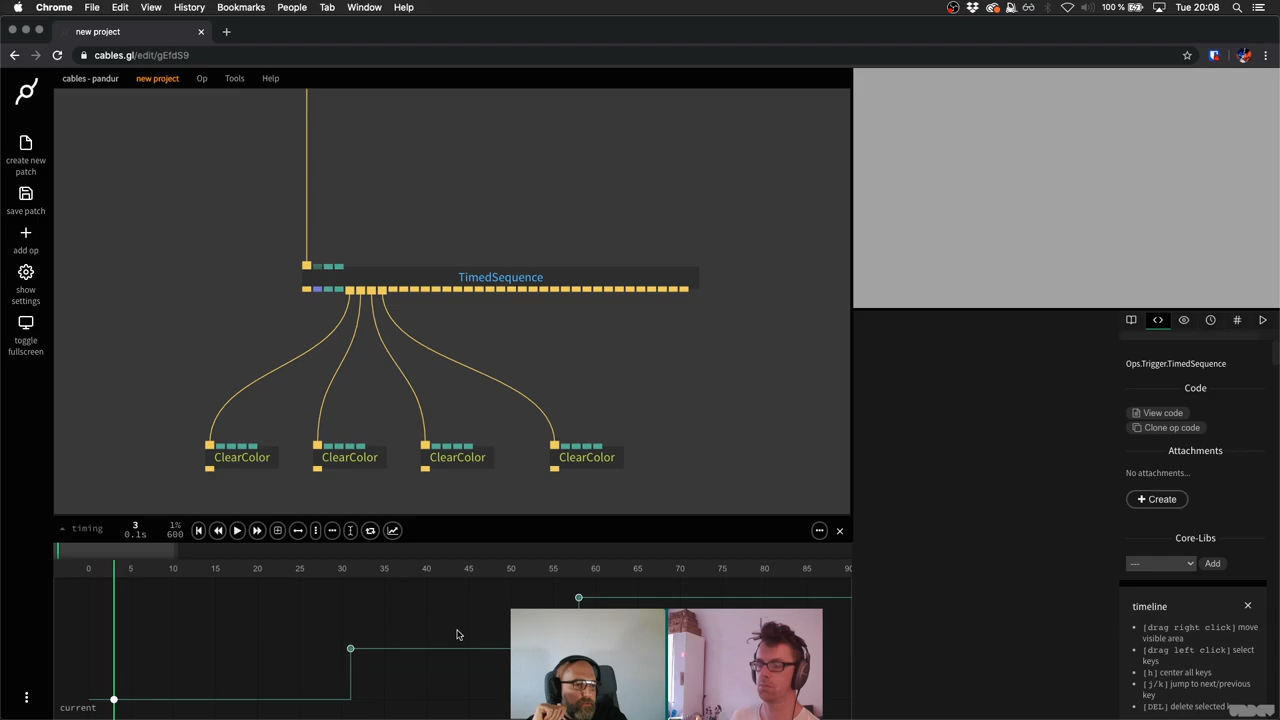 Chrome File Edit View History Bookmarks People Tab Window Help 100 % Tue 20:08
new project
cables.gl/edit/gEfdS9
cables - pandur new project Op Tools Help
create new
patch
save patch
add op
show
settings
toggle
fullscreen
TimedSequence
ClearColor ClearColor ClearColor ClearColor
Ops.Trigger.TimedSequence
Code
View code
Clone op code
Attachments
No attachments...
+ Create
Core-Libs
--- Add
timing 3 1%
0.1s 600
0 5 10 15 20 25 30 35 40 45 50 55 60 65 70 75 80 85 90
current
timeline
[drag right click] move
visible area
[drag left click] select
keys
[h] center all keys
[j/k] jump to next/previous
key
[DEL] delete selected